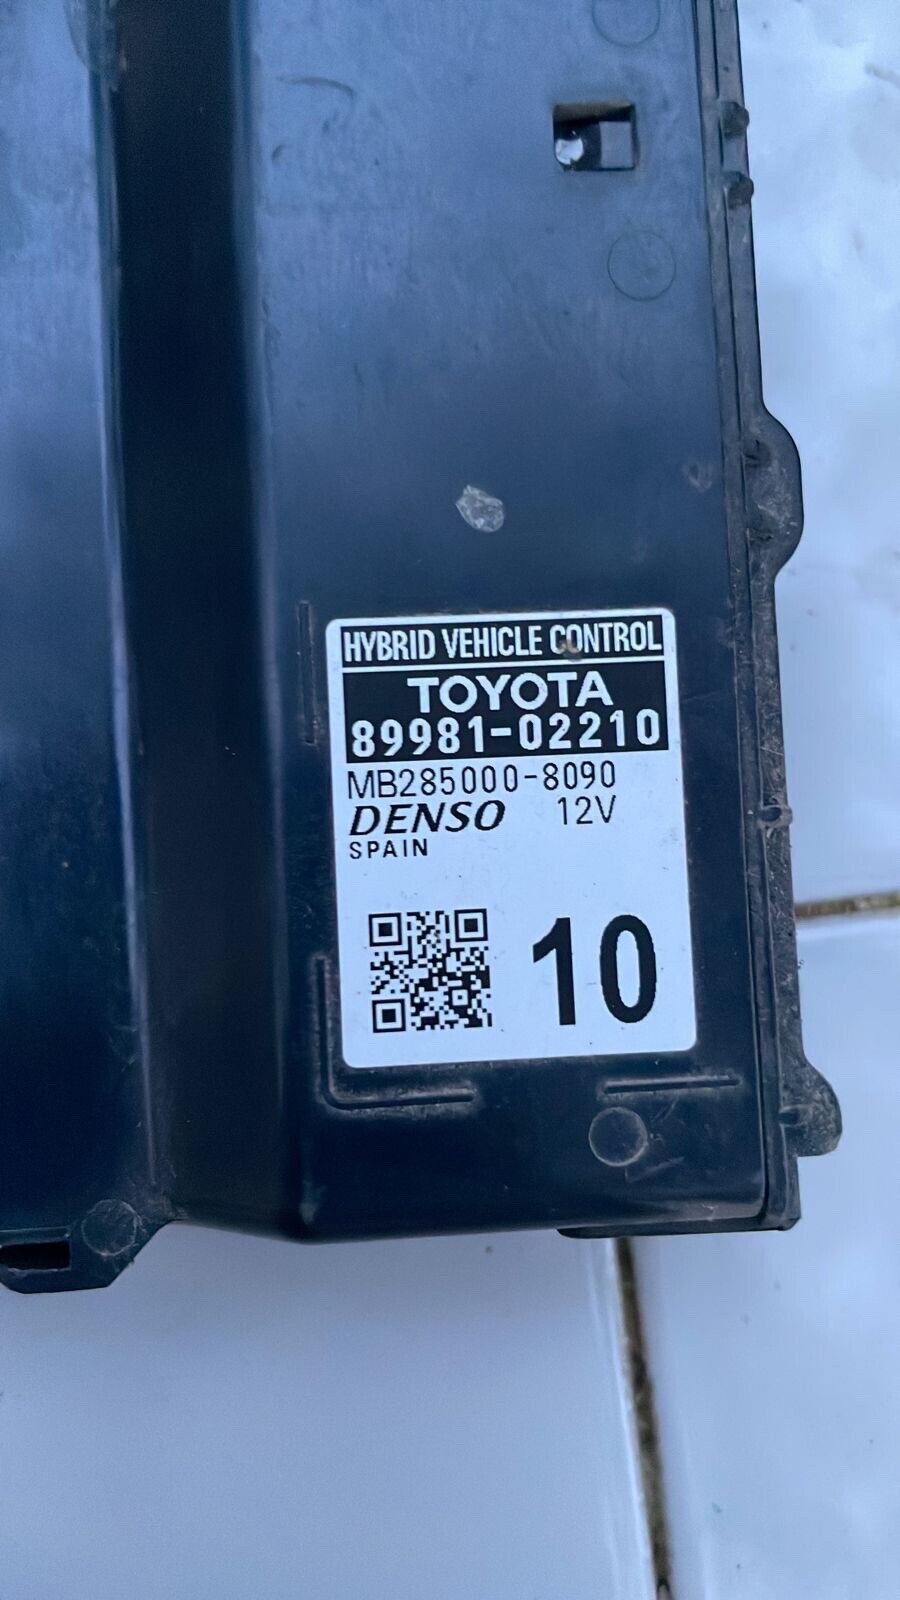 HYBRID VEHICLE CONTROL
TOYOTA
89981-02210
MB285000-8090
DENSO 12V
SPAIN
10